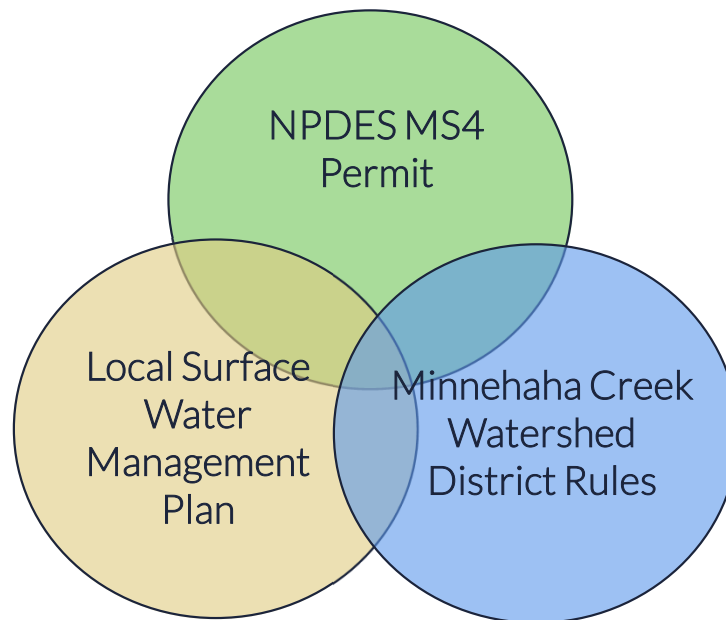 NPDES MS4
Permit
Local Surface
Water
Management
Plan
Minnehaha Creek
Watershed
District Rules